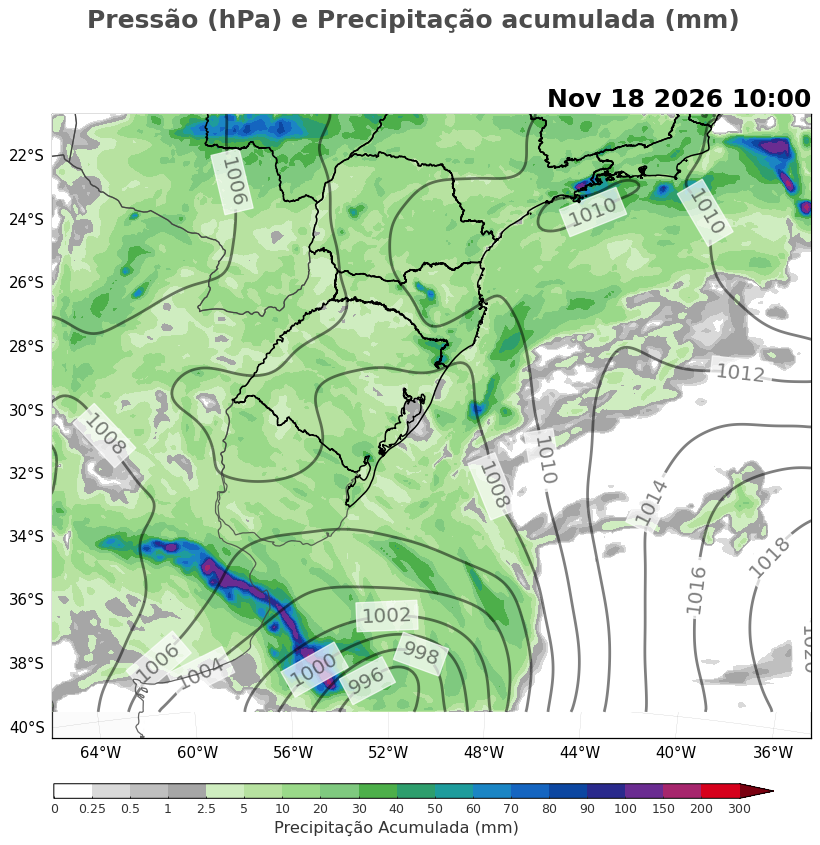 Pressão (hPa) e Precipitação acumulada (mm)
Nov 18 2026 10:00
22°S
24°S
26°S
28°S
30°S
32°S
34°S
36°S
38°S
40°S
1006
1010
1010
1012
1008
1010
1008
1014
1016
1018
1020
1002
1000
998
996
1006
1004
64°W 60°W 56°W 52°W 48°W 44°W 40°W 36°W
0 0.25 0.5 1 2.5 5 10 20 30 40 50 60 70 80 90 100 150 200 300
Precipitação Acumulada (mm)